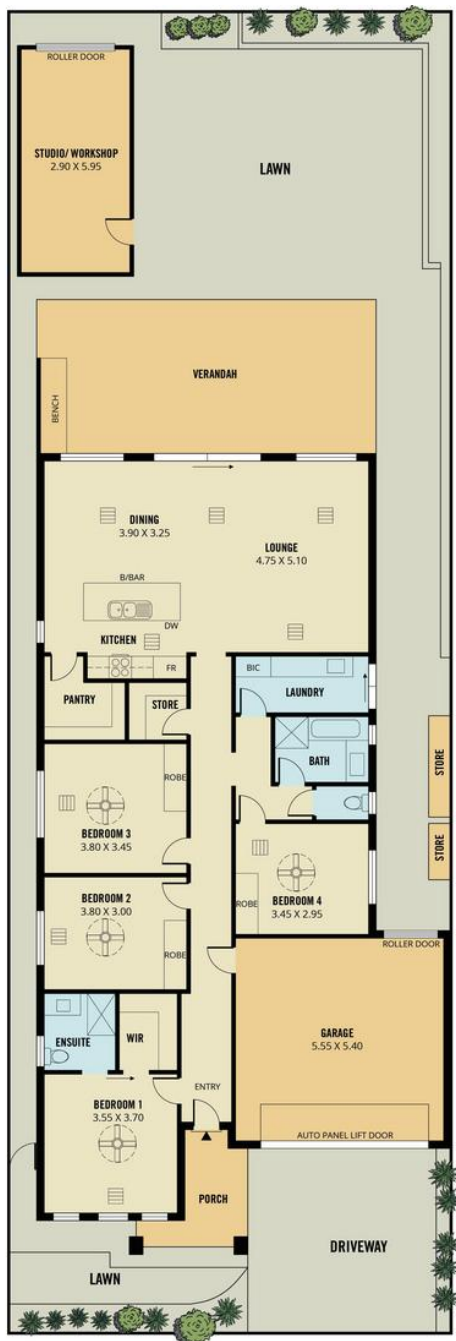 ROLLER DOOR
STUDIO/ WORKSHOP
2.90 X 5.95
LAWN
VERANDAH
BENCH
DINING
3.90 X 3.25
LOUNGE
4.75 X 5.10
B/BAR
DW
KITCHEN
FR
BIC
LAUNDRY
PANTRY
STORE
BATH
STORE
ROBE
BEDROOM 3
3.80 X 3.45
STORE
BEDROOM 4
3.45 X 2.95
ROBE
BEDROOM 2
3.80 X 3.00
ROBE
ROLLER DOOR
ENSUITE
WIR
GARAGE
5.55 X 5.40
ENTRY
BEDROOM 1
3.55 X 3.70
AUTO PANEL LIFT DOOR
PORCH
DRIVEWAY
LAWN